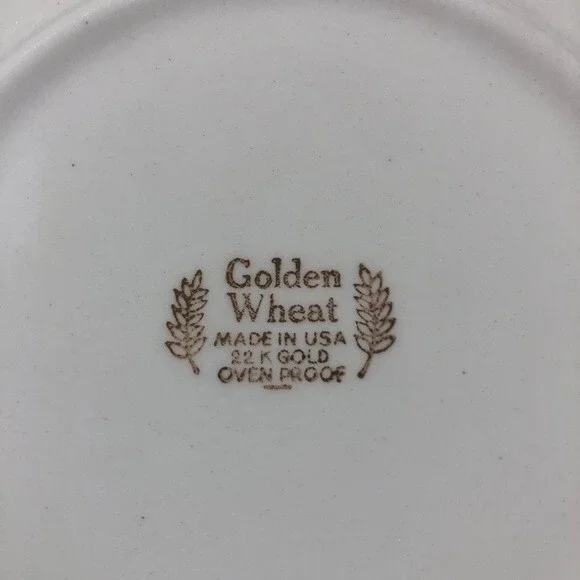 Golden
Wheat
MADE IN USA
22 K GOLD
OVEN PROOF